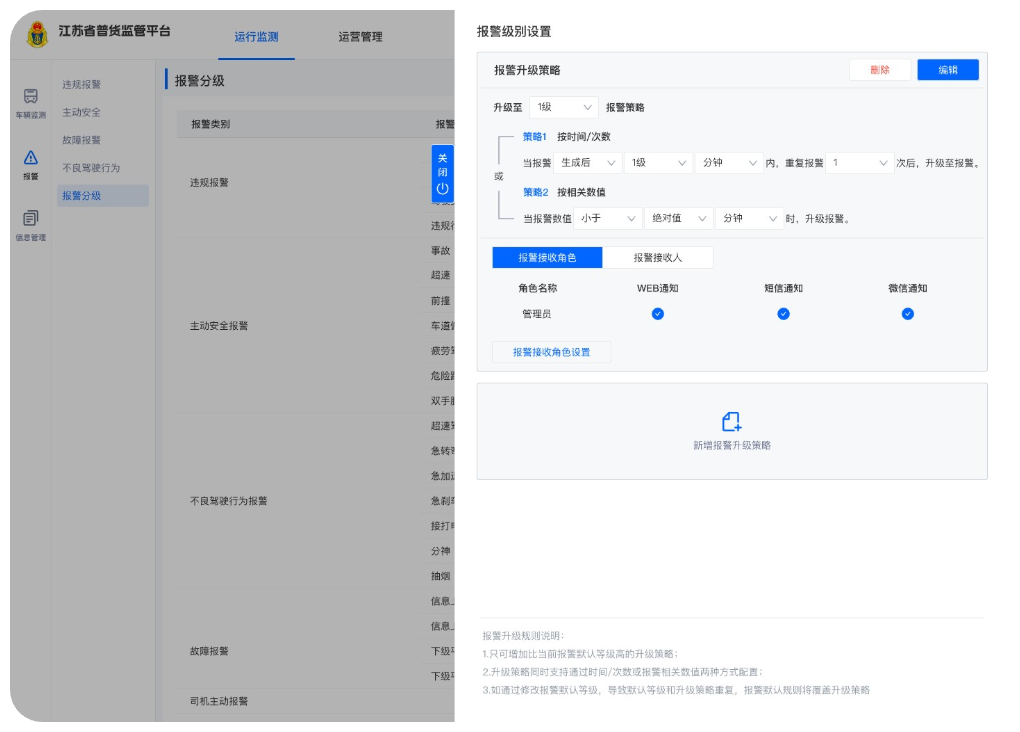 江苏省普货监管平台
运行监测
运营管理
车辆监测
报警
信息管理
违规报警
主动安全
故障报警
不良驾驶行为
报警分级
报警分级
报警类别
报警
违规报警
违规
事故
超速
前撞
主动安全报警
车道
疲劳
危险
双手
超速
急转
急加
不良驾驶行为报警
急刹
接打
分神
抽烟
信息
信息
故障报警
下级
下级
司机主动报警
关闭
报警级别设置
报警升级策略
删除
编辑
升级至 1级 报警策略
或
策略1 按时间/次数
当报警 生成后 1级 分钟 内，重复报警 1 次后，升级至报警。
策略2 按相关数值
当报警数值 小于 绝对值 分钟 时，升级报警。
报警接收角色
报警接收人
角色名称 WEB通知 短信通知 微信通知
管理员
报警接收角色设置
新增报警升级策略
报警升级规则说明：
1.只可增加比当前报警默认等级高的升级策略；
2.升级策略同时支持通过时间/次数或报警相关数值两种方式配置；
3.如通过修改报警默认等级，导致默认等级和升级策略重复，报警默认规则将覆盖升级策略